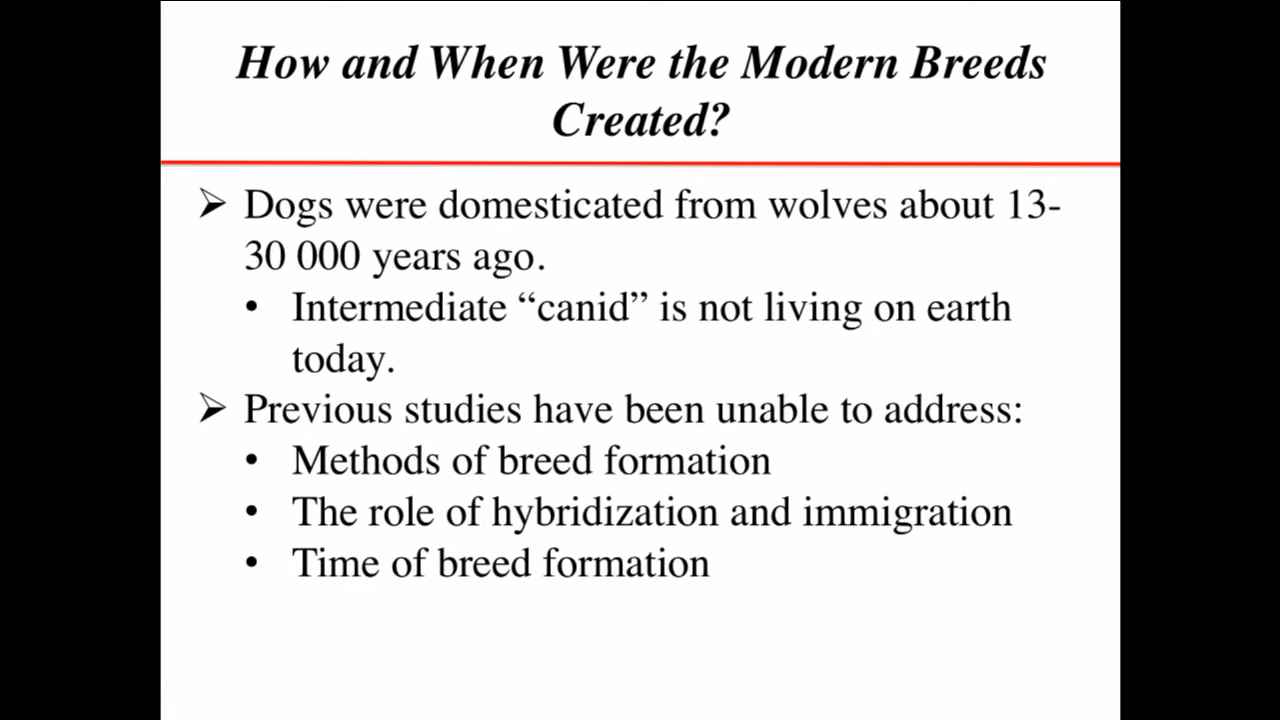 How and When Were the Modern Breeds
Created?
➢ Dogs were domesticated from wolves about 13-
30 000 years ago.
• Intermediate “canid” is not living on earth
today.
➢ Previous studies have been unable to address:
• Methods of breed formation
• The role of hybridization and immigration
• Time of breed formation